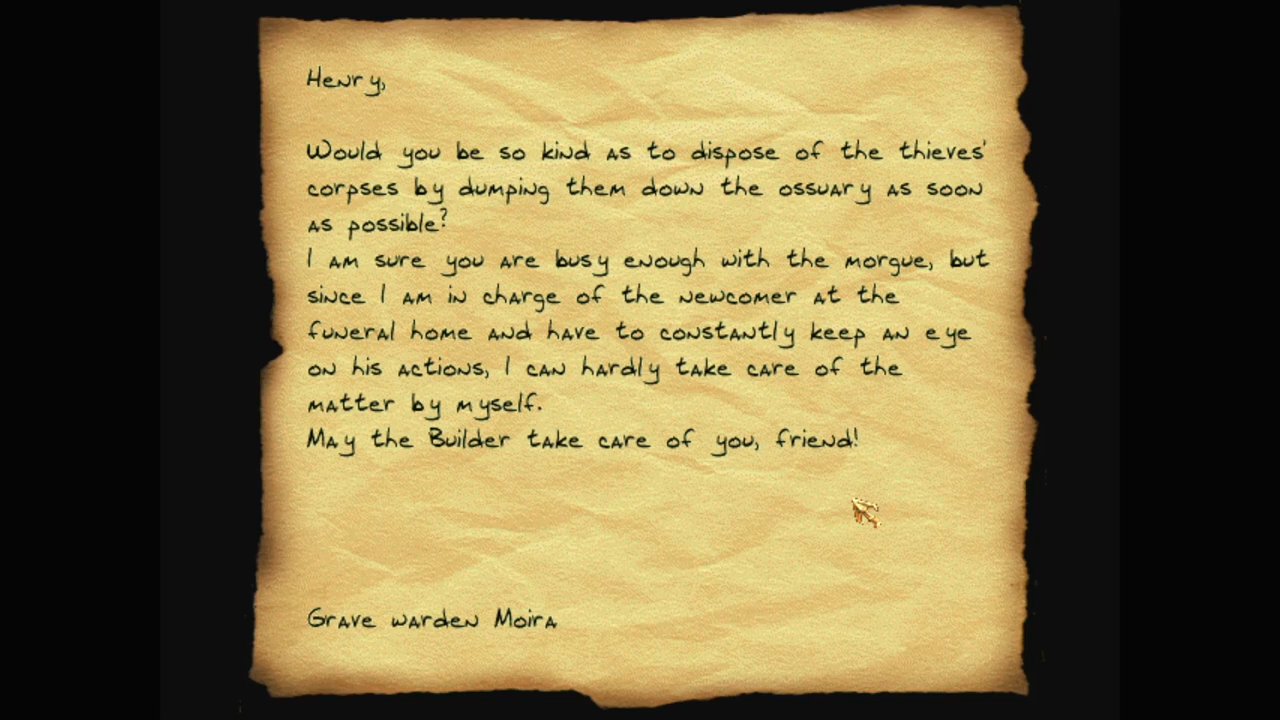 Henry,
Would you be so kind as to dispose of the thieves'
corpses by dumping them down the ossuary as soon
as possible?
I am sure you are busy enough with the morgue, but
since I am in charge of the newcomer at the
funeral home and have to constantly keep an eye
on his actions, I can hardly take care of the
matter by myself.
May the Builder take care of you, friend!
Grave warden Moira